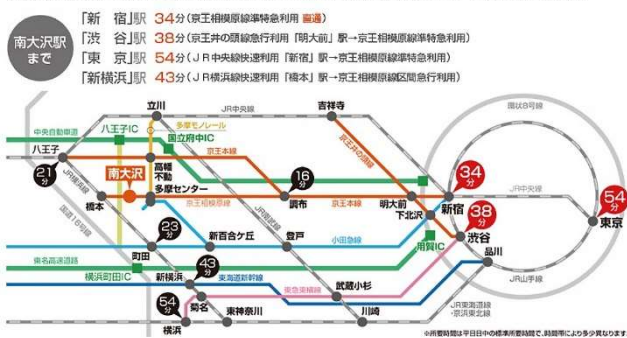 南大沢駅
まで
「新 宿」駅 34分(京王相模原線準特急利用 直通)
「渋 谷」駅 38分(京王井の頭線急行利用「明大前」駅→京王相模原線準特急利用)
「東 京」駅 54分(JR中央線快速利用「新宿」駅→京王相模原線準特急利用)
「新横浜」駅 43分(JR横浜線快速利用「橋本」駅→京王相模原線区間急行利用)
立川
JR中央線
吉祥寺
環状8号線
多摩モノレール
中央自動車道
八王子IC
国立府中IC
京王井の頭線
八王子
京王本線
高幡
不動
21分
南大沢
16分
34分
JR横浜線
多摩センター
JR中央線
54分
橋本
京王相模原線
調布
京王本線
明大前
新宿
下北沢
38分
東京
国道16号線
23分
JR南武線
渋谷
町田
新百合ケ丘
登戸
小田急線
用賀IC
東名高速道路
43分
品川
横浜町田IC
新横浜
東海道新幹線
JR山手線
菊名
東急東横線
武蔵小杉
54分
横浜
東神奈川
川崎
JR東海道線
・京浜東北線
※所要時間は平日日中の標準所要時間で、時間帯により多少異なります。